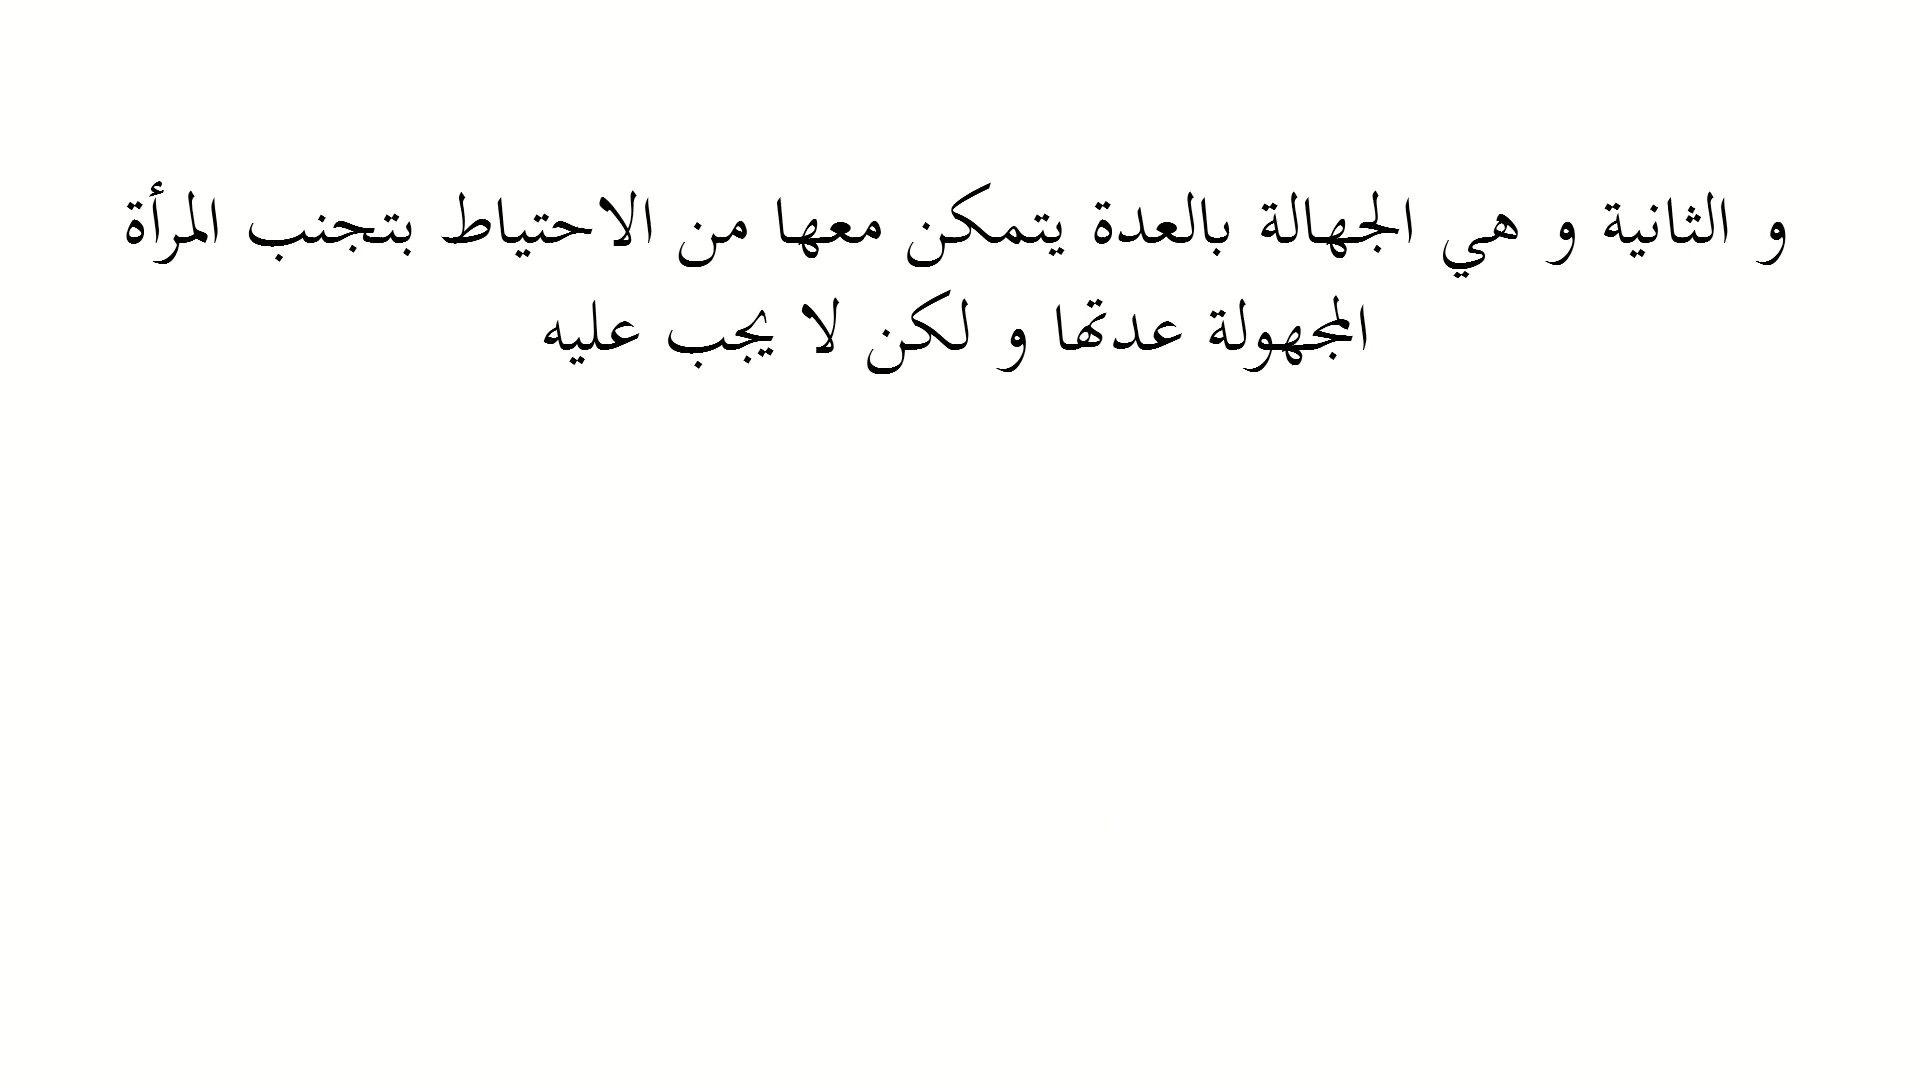 و الثانية و هي الجهالة بالعدة يتمكن معها من الاحتياط بتجنب المرأة
المجهولة عدتها و لكن لا يجب عليه